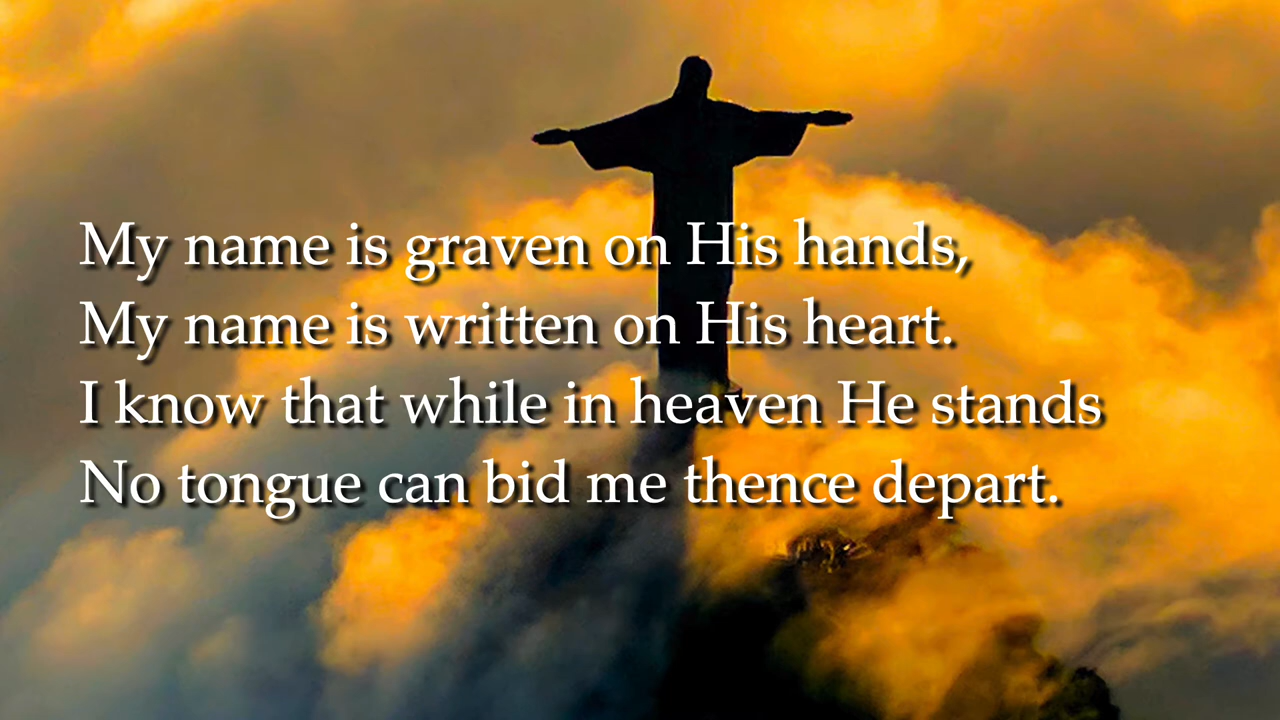 My name is graven on His hands,
My name is written on His heart.
I know that while in heaven He stands
No tongue can bid me thence depart.